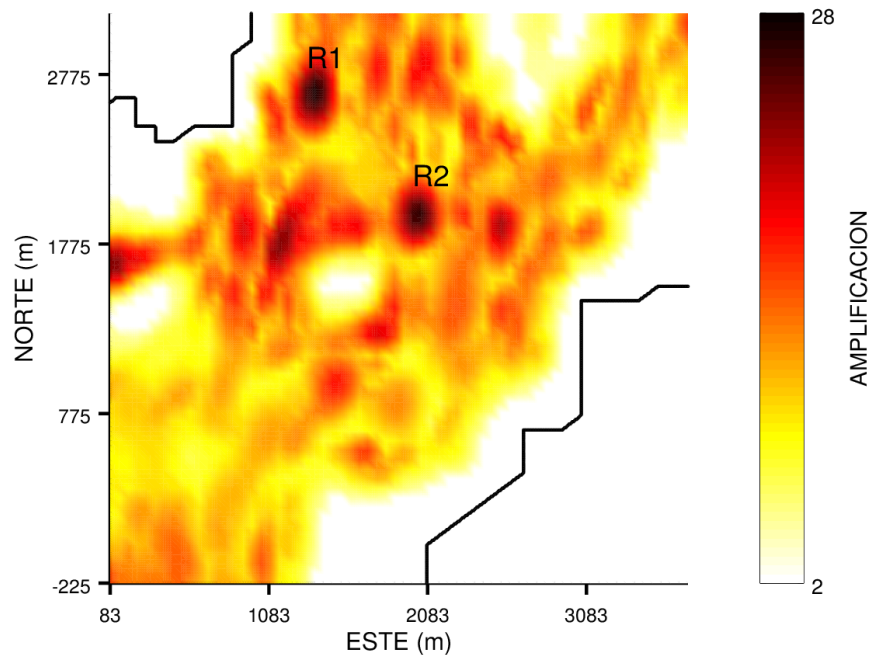 28
R1
2775
R2
1775
NORTE (m)
AMPLIFICACION
775
-225
2
83
1083
2083
3083
ESTE (m)